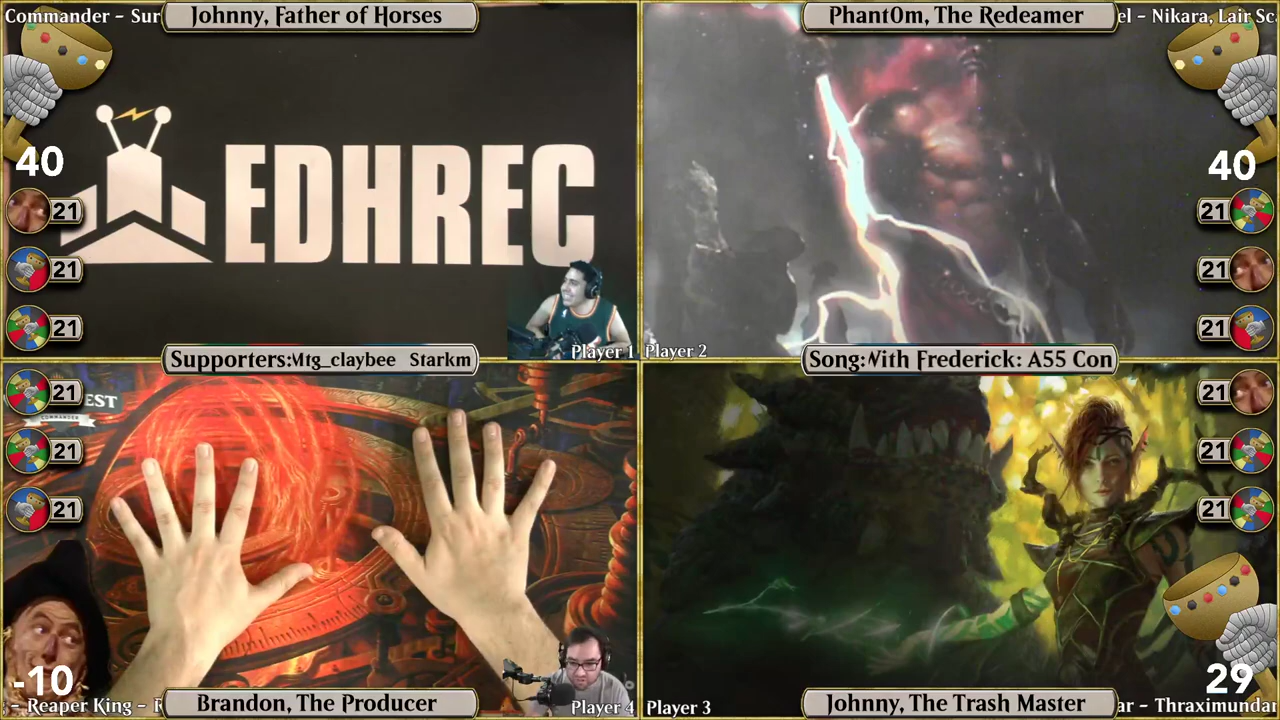 Commander - Sur
Johnny, Father of Horses
40
21
21
21
EDHREC
Player 1
PhantOm, The Redeamer
el - Nikara, Lair Sc
40
21
21
21
Player 2
Supporters:Mtg_claybee Starkm
Song:With Frederick: A55 Con
21
21
21
EST
COMMANDER
-10
- Reaper King -
Brandon, The Producer
Player 4
21
21
21
29
Player 3
Johnny, The Trash Master
ar - Thraximundar